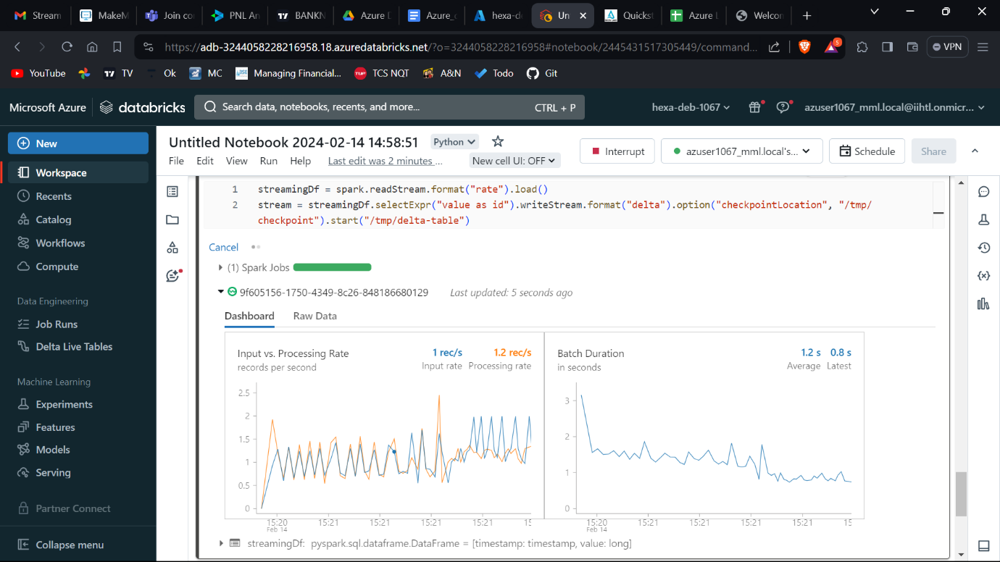 Stream
MakeM
Join co
PNL An
BANKN
Azure D
Azure_c
hexa-de
Un
Quickst
Azure L
Welcon
https://adb-3244058228216958.18.azuredatabricks.net/?o=3244058228216958#notebook/2445431517305449/command...
5
VPN
YouTube
TV
Ok
MC
Managing Financial...
TCS NQT
A&N
Todo
Git
Microsoft Azure
databricks
Search data, notebooks, recents, and more...
CTRL + P
hexa-deb-1067
azuser1067_mml.local@iihtl.onmicr...
New
Workspace
Recents
Catalog
Workflows
Compute
Data Engineering
Job Runs
Delta Live Tables
Machine Learning
Experiments
Features
Models
Serving
Partner Connect
Collapse menu
Untitled Notebook 2024-02-14 14:58:51
Python
File Edit View Run Help Last edit was 2 minutes ...
New cell UI: OFF
Interrupt
azuser1067_mml.local's...
Schedule
Share
1 streamingDf = spark.readStream.format("rate").load()
2 stream = streamingDf.selectExpr("value as id").writeStream.format("delta").option("checkpointLocation", "/tmp/
checkpoint").start("/tmp/delta-table")
Cancel
(1) Spark Jobs
9f605156-1750-4349-8c26-848186680129 Last updated: 5 seconds ago
Dashboard Raw Data
Input vs. Processing Rate
records per second
1 rec/s
Input rate
1.2 rec/s
Processing rate
2.5
2
1.5
1
0.5
0
15:20 15:21 15:21 15:21 15:21 15
Feb 14
Batch Duration
in seconds
1.2 s
Average
0.8 s
Latest
3
2
1
0
15:20 15:21 15:21 15:21 15:21 15
Feb 14
streamingDf: pyspark.sql.dataframe.DataFrame = [timestamp: timestamp, value: long]